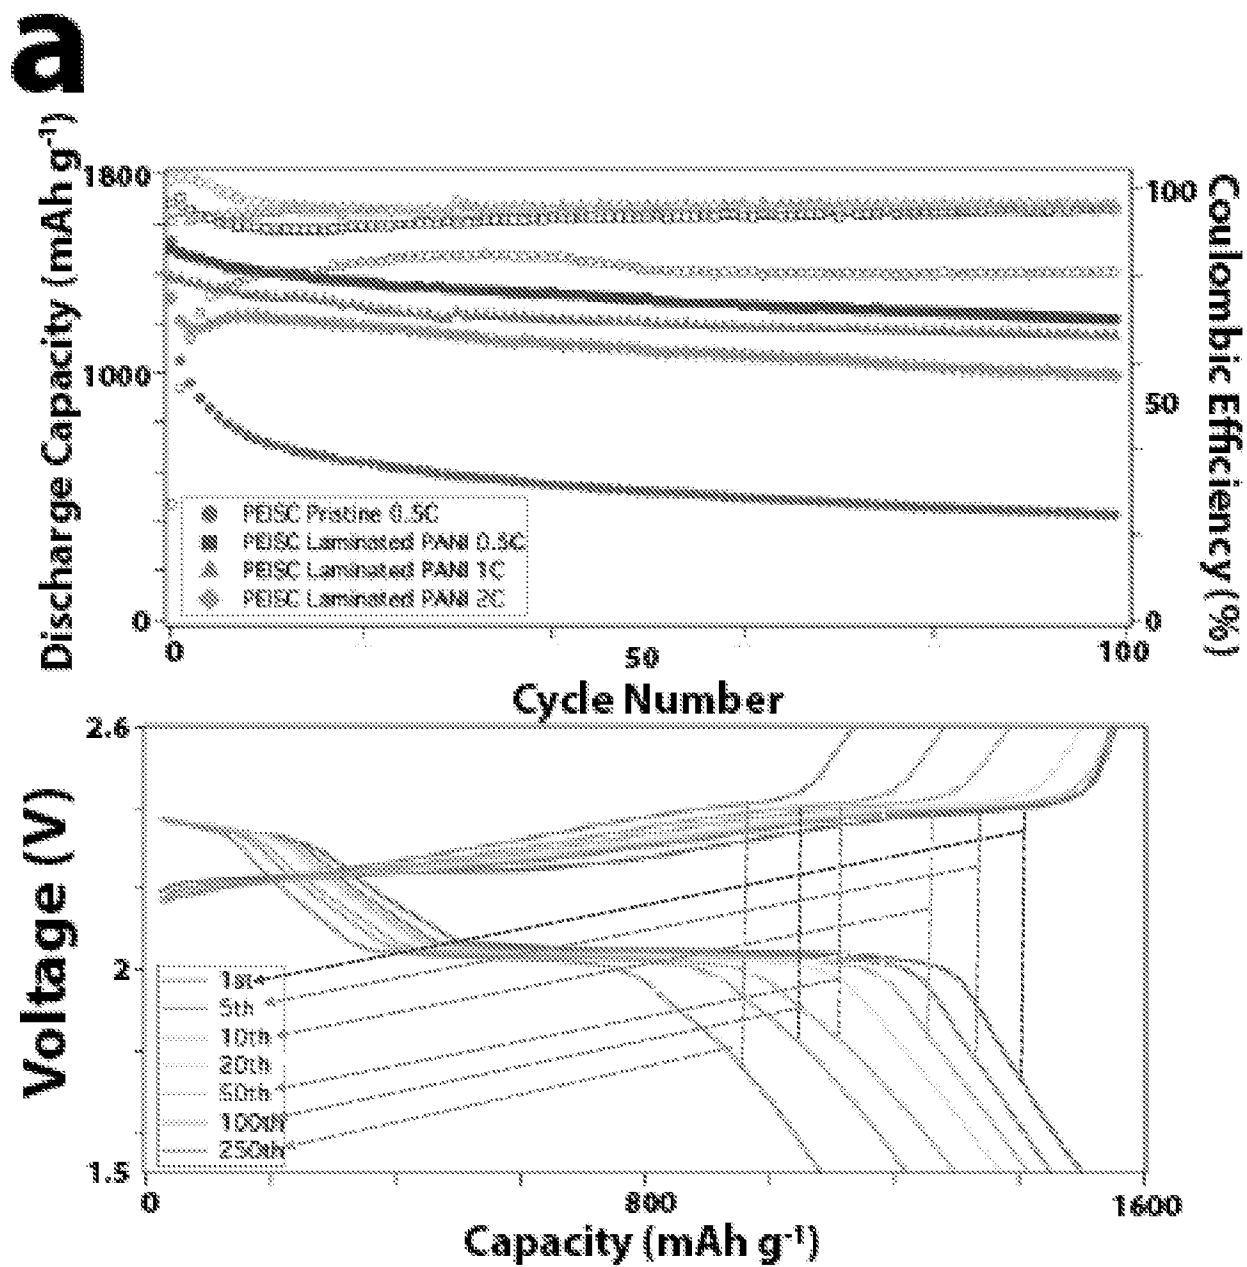 a
Discharge Capacity (mAh g-1)
1800
1000
0
100
50
0
Coulombic Efficiency (%)
PEISC Pristine 0.5C
PEISC Laminated PANI 0.5C
PEISC Laminated PANI 1C
PEISC Laminated PANI 2C
0
50
100
Cycle Number
Voltage (V)
2.6
2
1.5
1st
5th
10th
20th
50th
100th
250th
0
800
1600
Capacity (mAh g-1)